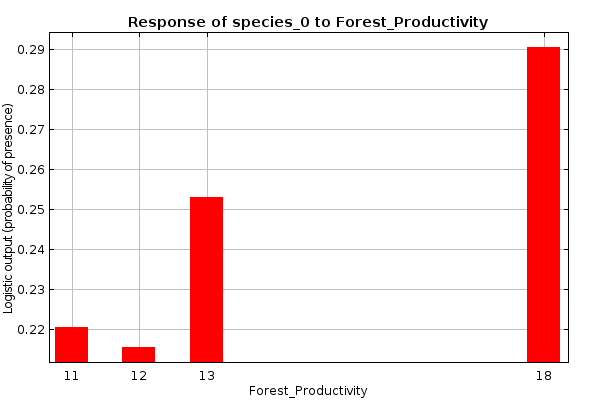 Response of species_0 to Forest_Productivity
Logistic output (probability of presence)
0.29
0.28
0.27
0.26
0.25
0.24
0.23
0.22
11 12 13 18
Forest_Productivity